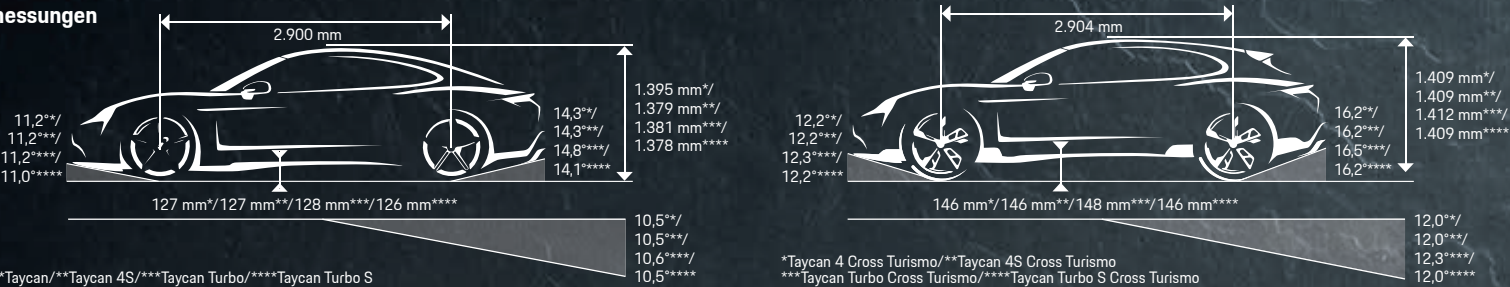 2.900 mm
11,2°*/
11,2°**/
11,2°***/
11,0°****
14,3°*/
14,3°**/
14,8°***/
14,1°****
1.395 mm*/
1.379 mm**/
1.381 mm***/
1.378 mm****
127 mm*/127 mm**/128 mm***/126 mm****
10,5°*/
10,5°**/
10,6°***/
10,5°****
*Taycan/**Taycan 4S/***Taycan Turbo/****Taycan Turbo S
2.904 mm
12,2°*/
12,2°**/
12,3°***/
12,2°****
16,2°*/
16,2°**/
16,5°***/
16,2°****
1.409 mm*/
1.409 mm**/
1.412 mm***/
1.409 mm****
146 mm*/146 mm**/148 mm***/146 mm****
12,0°*/
12,0°**/
12,3°***/
12,0°****
*Taycan 4 Cross Turismo/**Taycan 4S Cross Turismo
***Taycan Turbo Cross Turismo/****Taycan Turbo S Cross Turismo